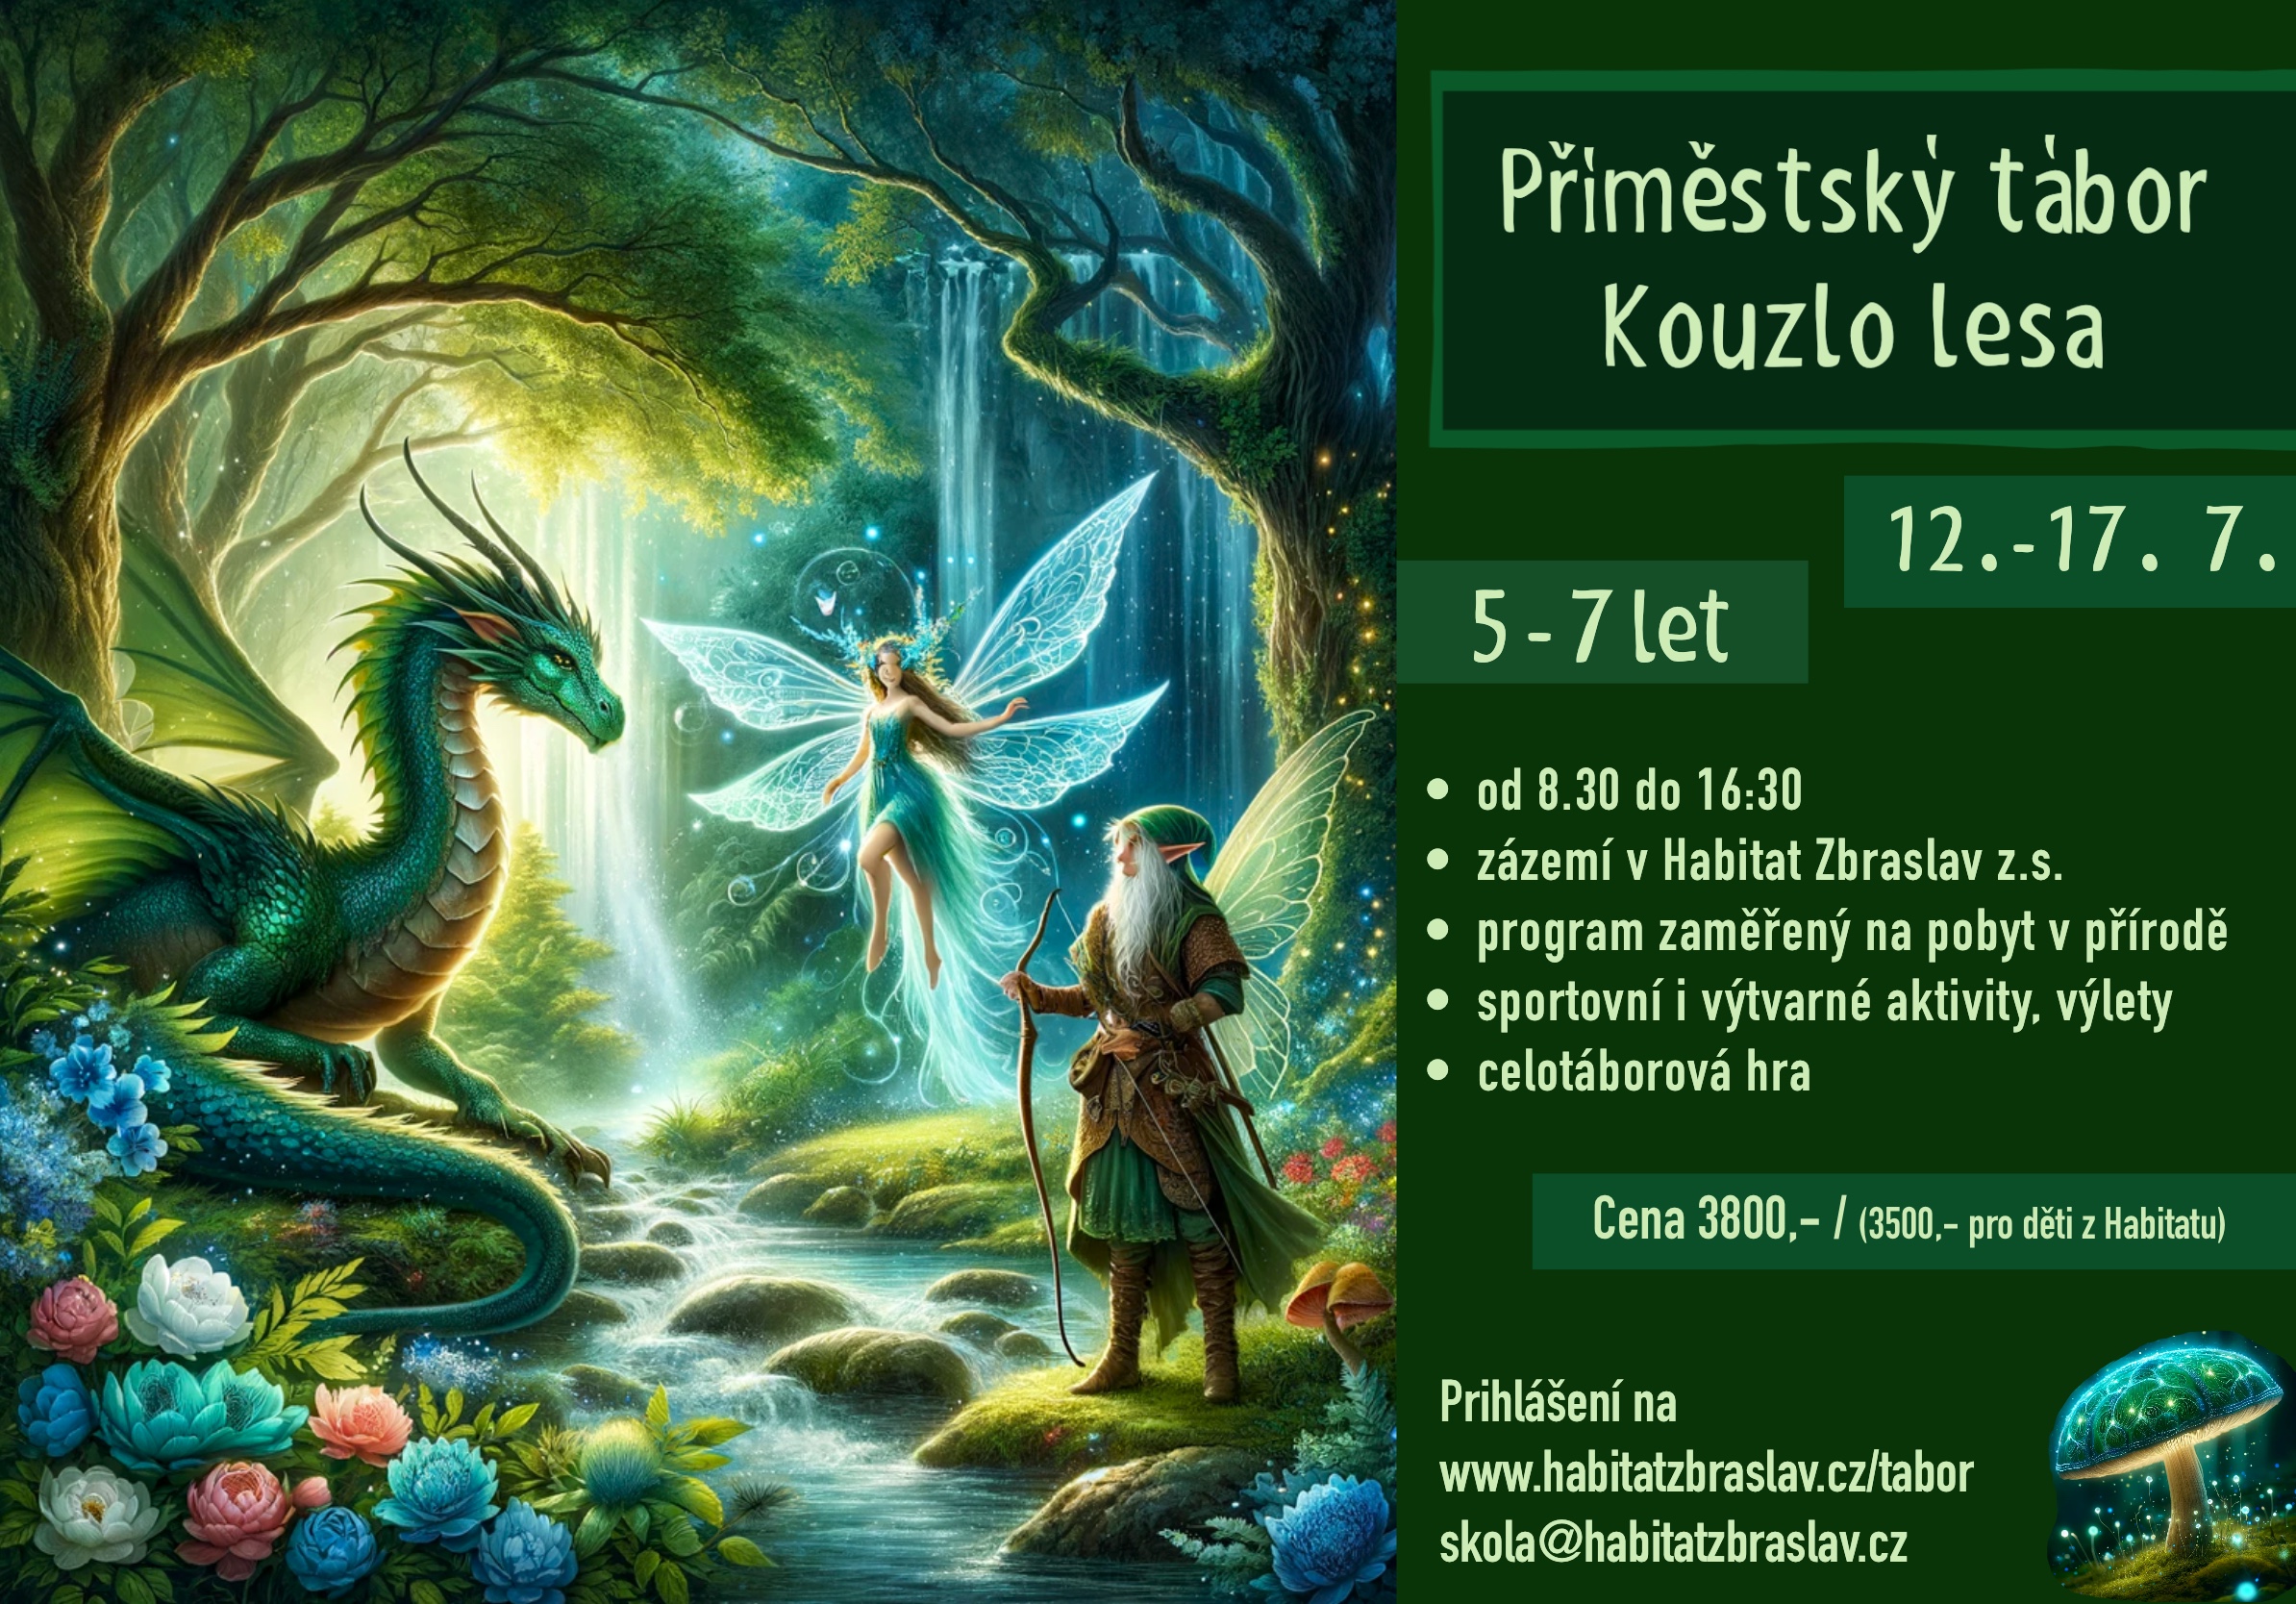 Příměstský tábor
Kouzlo lesa
12.-17. 7.
5 - 7 let
• od 8.30 do 16:30
• zázemí v Habitat Zbraslav z.s.
• program zaměřený na pobyt v přírodě
• sportovní i výtvarné aktivity, výlety
• celotáborová hra
Cena 3800,- / (3500,- pro děti z Habitatu)
Prihlášení na
www.habitatzbraslav.cz/tabor
skola@habitatzbraslav.cz